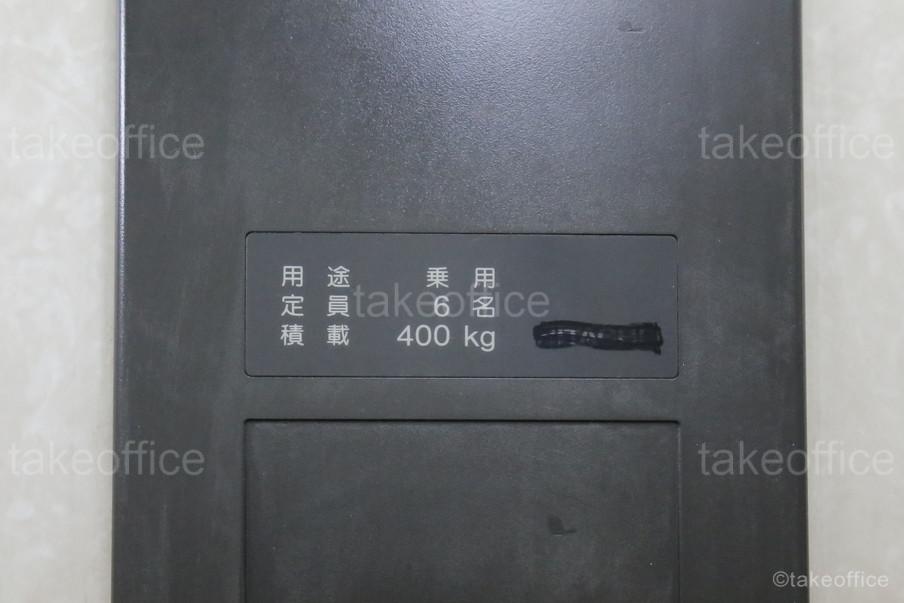 takeoffice takeoffice
用途 乗用
定員 6名
積載 400 kg
takeoffice
takeoffice takeoffice
©takeoffice